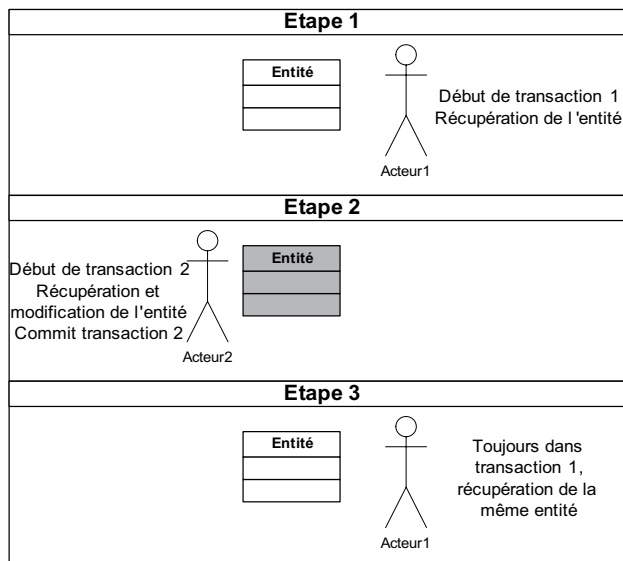 Etape 1
Entité
Début de transaction 1
Récupération de l'entité
Acteur1
Etape 2
Début de transaction 2
Récupération et
modification de l'entité
Commit transaction 2
Entité
Acteur2
Etape 3
Entité
Toujours dans
transaction 1,
récupération de la
même entité
Acteur1